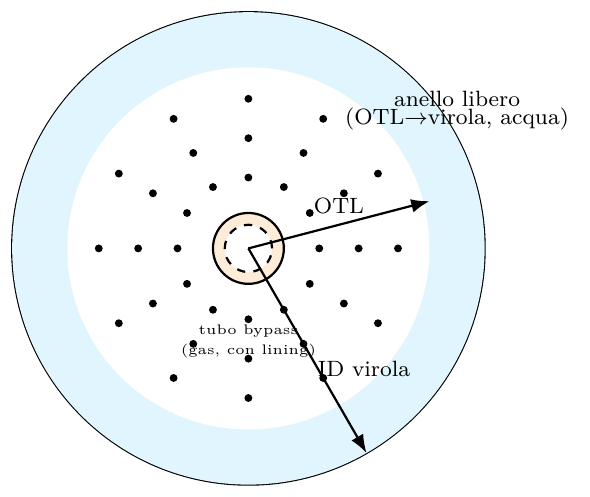 anello libero
(OTL→virola, acqua)
OTL
tubo bypass
(gas, con lining)
ID virola